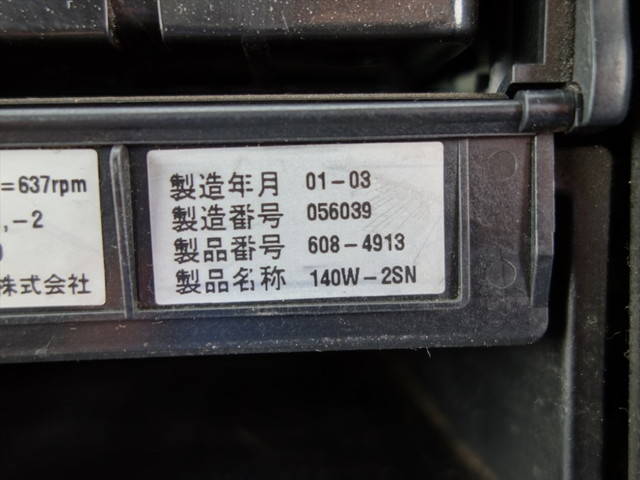 =637rpm
,-2
株式会社
製造年月 01-03
製造番号 056039
製品番号 608-4913
製品名称 140W-2SN